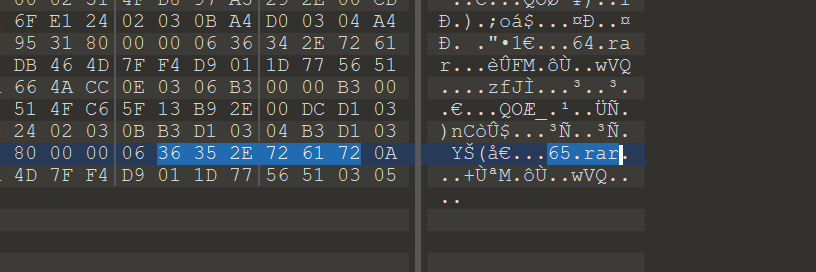 6F E1 24 02 03 0B A4 D0 03 04 A4 Ð.).;oá$...¤Ð..¤
95 31 80 00 00 06 36 34 2E 72 61 Ð. ."•1€...64.ra
DB 46 4D 7F F4 D9 01 1D 77 56 51 r...èÛFM.ôÙ..wVQ
66 4A CC 0E 03 06 B3 00 00 B3 00 ....zfJÌ...³..³.
51 4F C6 5F 13 B9 2E 00 DC D1 03 .€...QOÆ_.¹..ÜÑ.
24 02 03 0B B3 D1 03 04 B3 D1 03 )nCòÛ$...³Ñ..³Ñ.
80 00 00 06 36 35 2E 72 61 72 0A YŠ(å€...65.rar.
4D 7F F4 D9 01 1D 77 56 51 03 05 ..+ÙªM.ôÙ..wVQ..
..